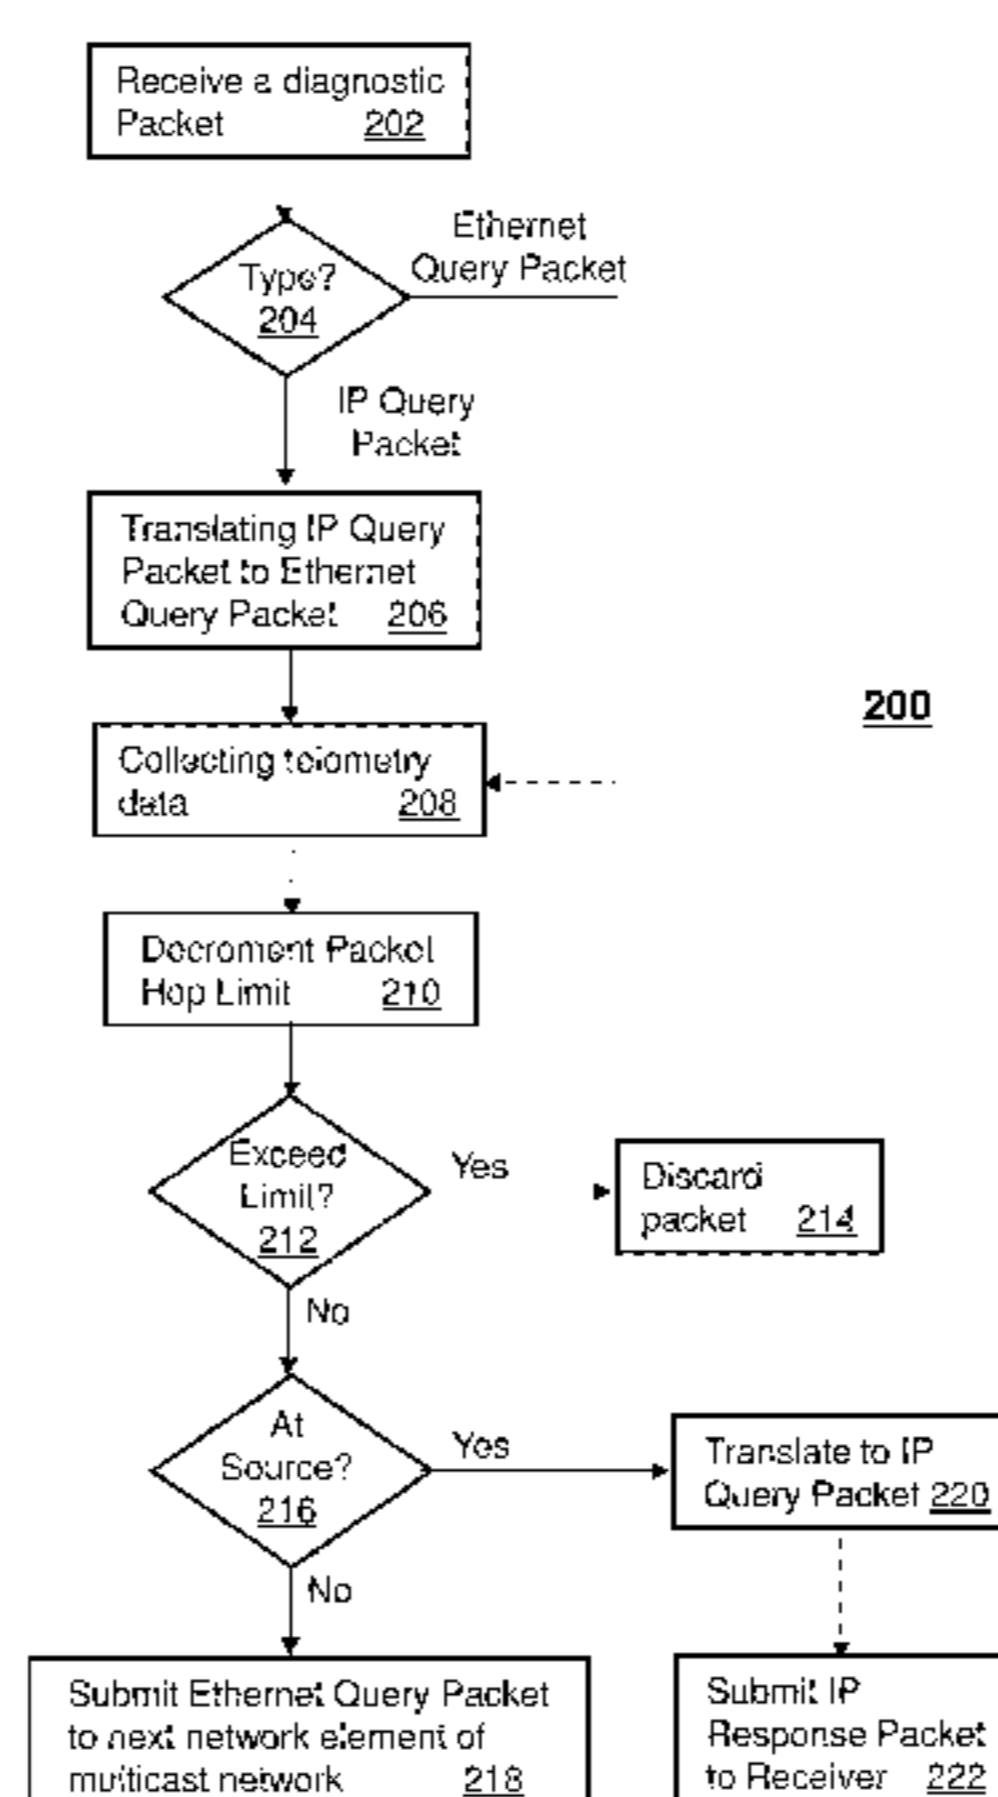 Receive a diagnostic
Packet 202
Ethernet
Query Packet
Type?
204
IP Query
Packet
Translating IP Query
Packet to Ethernet
Query Packet 206
200
Collecting telemetry
data 208
Decrement Packet
Hop Limit 210
Exceed
Limit?
212
Yes
Discard
packet 214
No
At
Source?
216
Yes
Translate to IP
Query Packet 220
No
Submit Ethernet Query Packet
to next network element of
multicast network 218
Submit IP
Response Packet
to Receiver 222